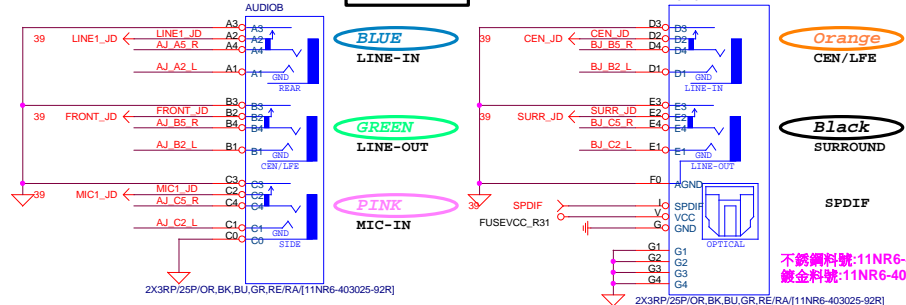 AUDIOB
39
LINE1_JD
LINE1_JD
AJ_A5_R
AJ_A2_L
A3
A2
A4
A1
A3
A2
A4
A1
GND
REAR
BLUE
LINE-IN
39
FRONT_JD
FRONT_JD
AJ_B5_R
AJ_B2_L
B3
B2
B4
B1
B3
B2
B4
B1
GND
CEN/LFE
GREEN
LINE-OUT
39
MIC1_JD
MIC1_JD
AJ_C5_R
AJ_C2_L
C3
C2
C4
C1
C0
C3
C2
C4
C1
C0
GND
SIDE
PINK
MIC-IN
2X3RP/25P/OR,BK,BU,GR,RE/RA/[11NR6-403025-92R]
39
CEN_JD
CEN_JD
BJ_B5_R
BJ_B2_L
D3
D2
D4
D1
D3
D2
D4
D1
GND
LINE-IN
Orange
CEN/LFE
39
SURR_JD
SURR_JD
BJ_C5_R
BJ_C2_L
E3
E2
E4
E1
E3
E2
E4
E1
GND
LINE-OUT
Black
SURROUND
F0
AGND
39
SPDIF
FUSEVCC_R31
I
V
G
SPDIF
VCC
GND
OPTICAL
SPDIF
G1
G2
G3
G4
G1
G2
G3
G4
不銹鋼料號:11NR6-
鍍金料號:11NR6-40
2X3RP/25P/OR,BK,BU,GR,RE/RA/[11NR6-403025-92R]